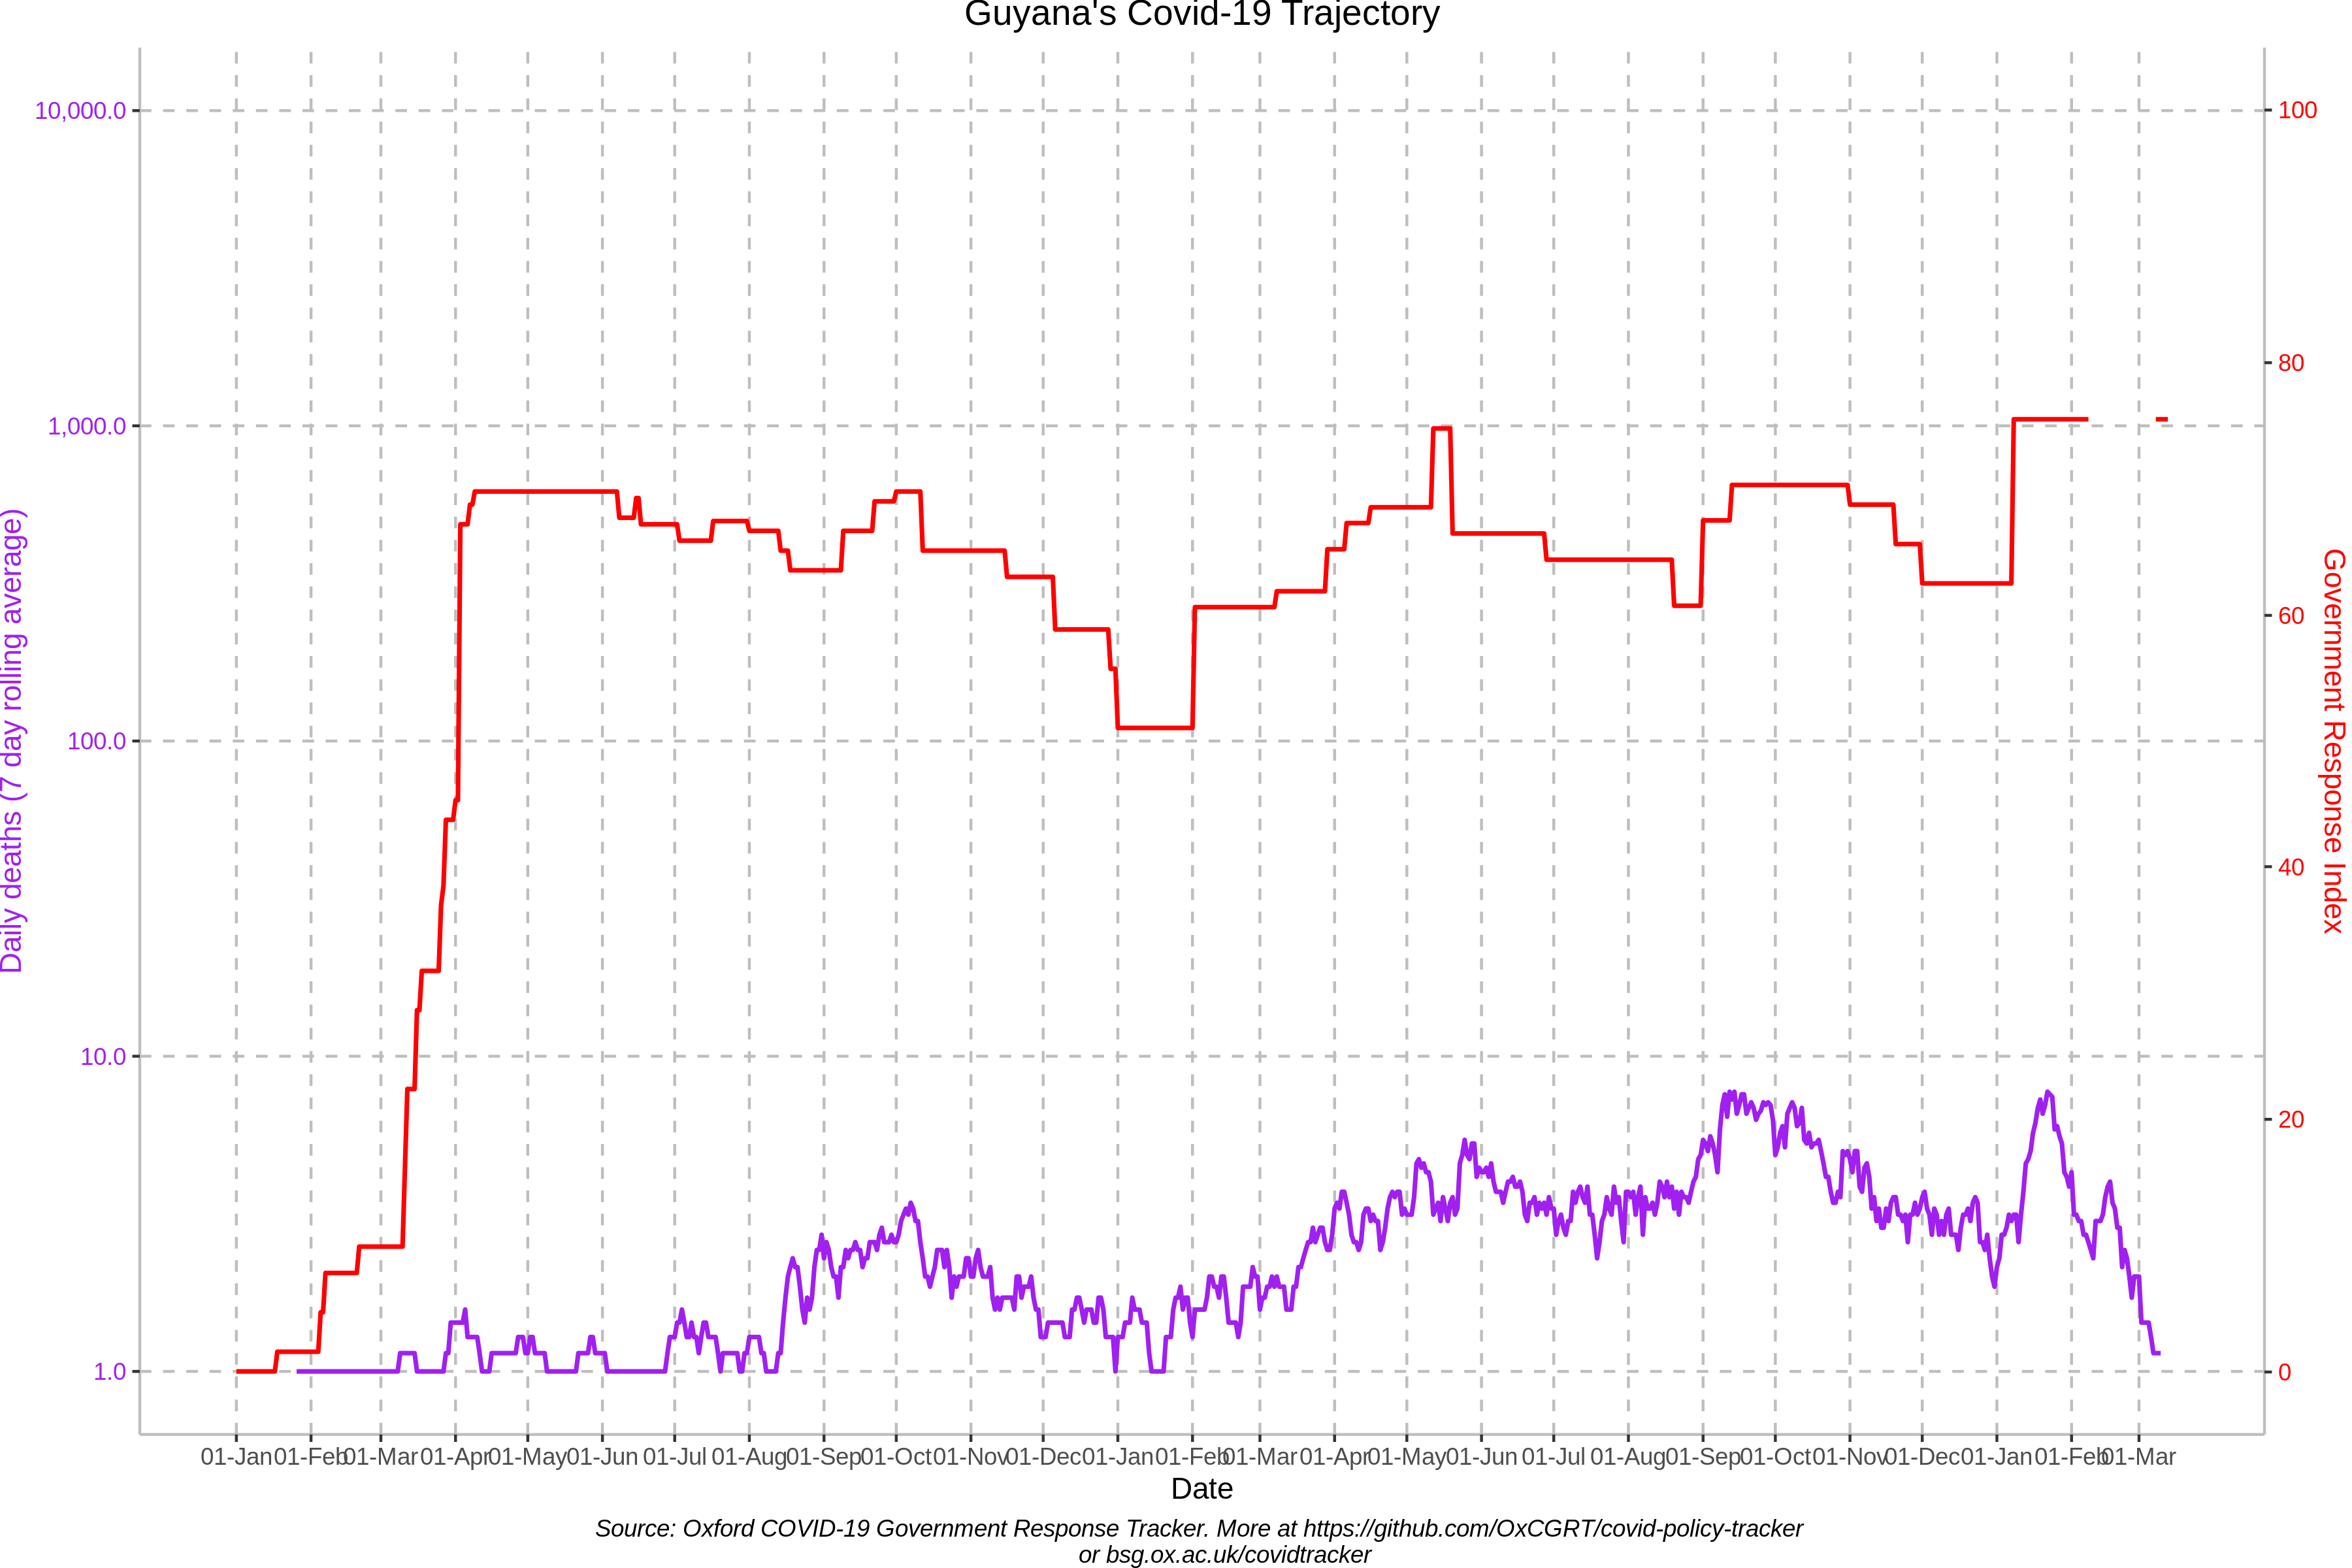 Guyana's Covid-19 Trajectory
10,000.0
1,000.0
100.0
10.0
1.0
Daily deaths (7 day rolling average)
100
80
60
40
20
0
Government Response Index
01-Jan 01-Feb 01-Mar 01-Apr 01-May 01-Jun 01-Jul 01-Aug 01-Sep 01-Oct 01-Nov 01-Dec 01-Jan 01-Feb 01-Mar 01-Apr 01-May 01-Jun 01-Jul 01-Aug 01-Sep 01-Oct 01-Nov 01-Dec 01-Jan 01-Feb 01-Mar
Date
Source: Oxford COVID-19 Government Response Tracker. More at https://github.com/OxCGRT/covid-policy-tracker
or bsg.ox.ac.uk/covidtracker